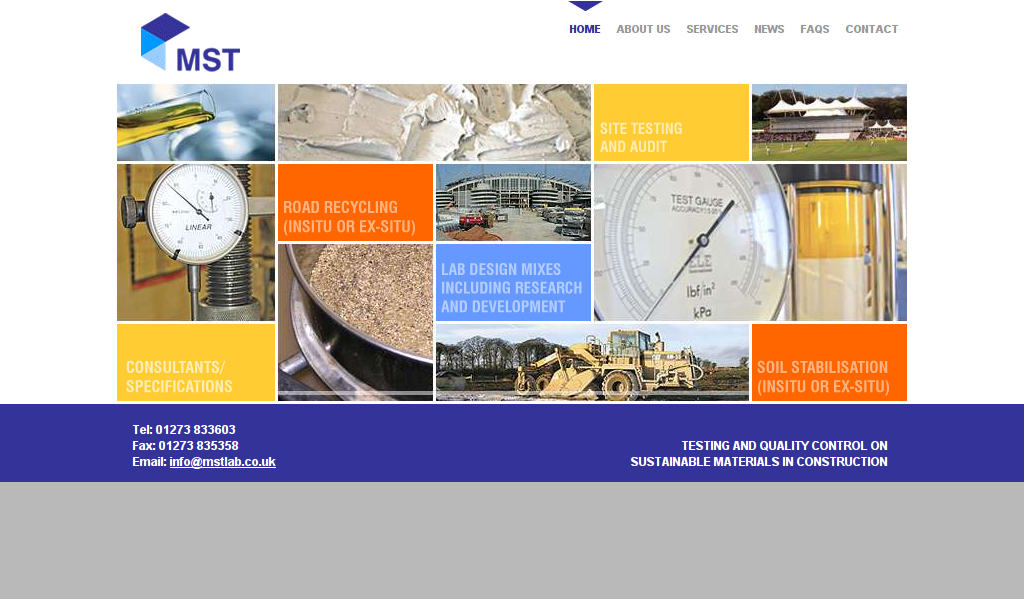 MST
HOME ABOUT US SERVICES NEWS FAQS CONTACT
SITE TESTING
AND AUDIT
LINEAR
ROAD RECYCLING
(INSITU OR EX-SITU)
TEST GAUGE
lbf/in²
kPa
LAB DESIGN MIXES
INCLUDING RESEARCH
AND DEVELOPMENT
CONSULTANTS/
SPECIFICATIONS
SOIL STABILISATION
(INSITU OR EX-SITU)
Tel: 01273 833603
Fax: 01273 835358
Email: info@mstlab.co.uk
TESTING AND QUALITY CONTROL ON
SUSTAINABLE MATERIALS IN CONSTRUCTION